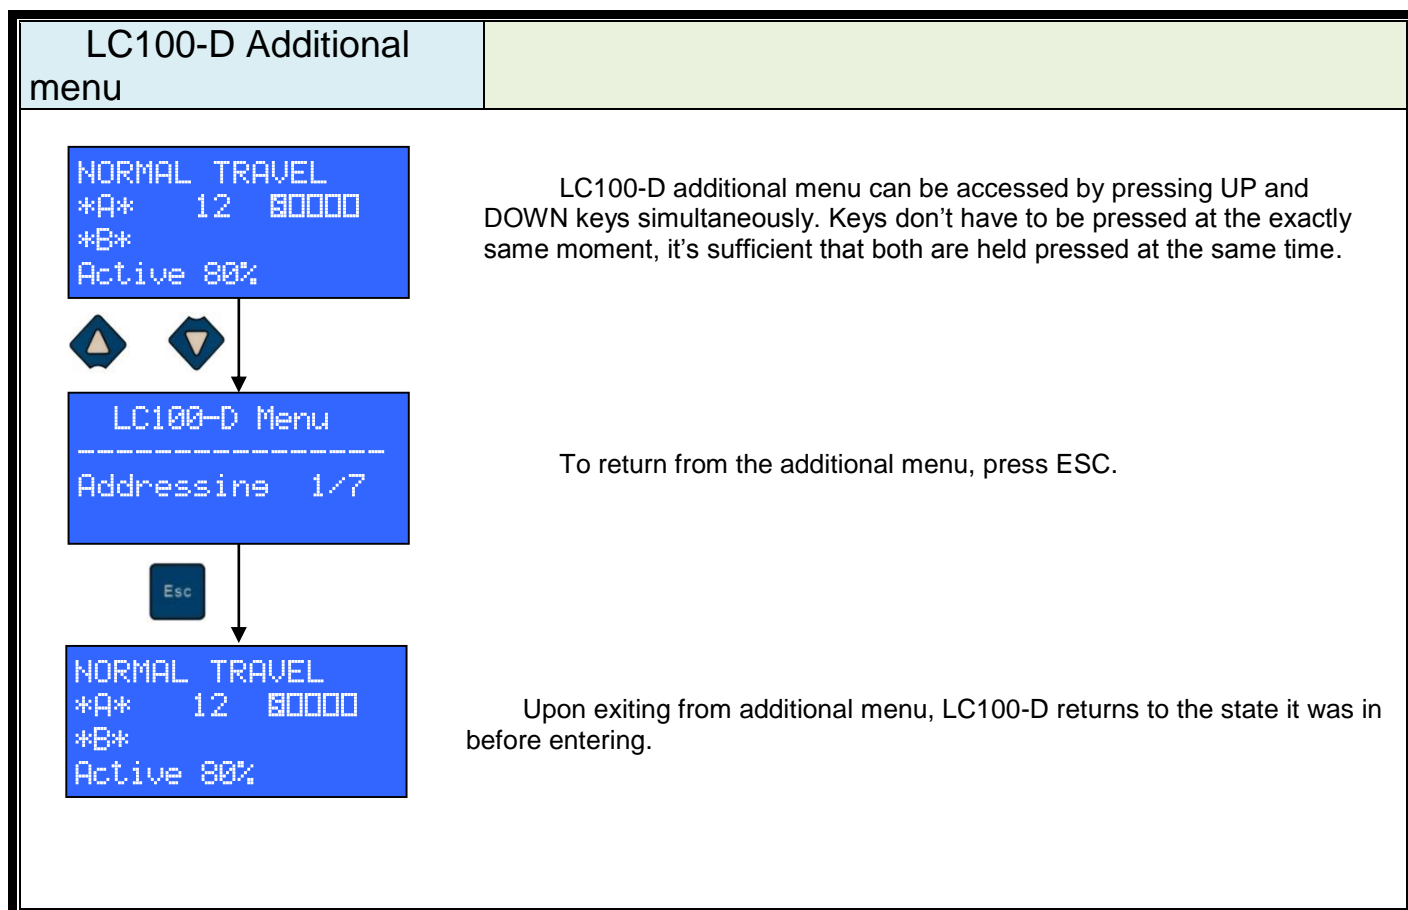 LC100-D Additional
menu
NORMAL TRAVEL
*A* 12 S
*B*
Active 80%
LC100-D additional menu can be accessed by pressing UP and
DOWN keys simultaneously. Keys don’t have to be pressed at the exactly
same moment, it’s sufficient that both are held pressed at the same time.
LC100-D Menu
----------------
Addressing 1/7
To return from the additional menu, press ESC.
Esc
NORMAL TRAVEL
*A* 12 S
*B*
Active 80%
Upon exiting from additional menu, LC100-D returns to the state it was in
before entering.